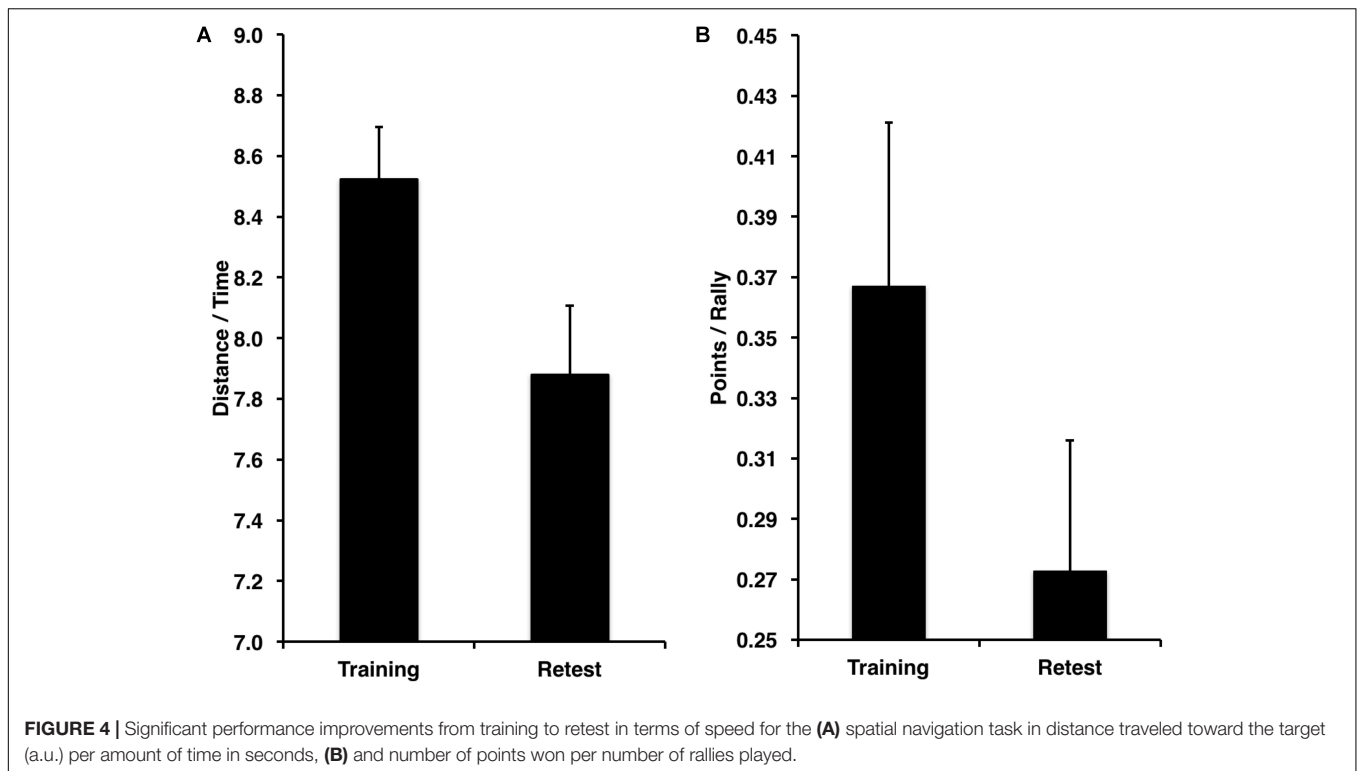 A
9.0
8.8
8.6
8.4
8.2
8.0
7.8
7.6
7.4
7.2
7.0
Distance / Time
Training Retest
B
0.45
0.43
0.41
0.39
0.37
0.35
0.33
0.31
0.29
0.27
0.25
Points / Rally
Training Retest
FIGURE 4 | Significant performance improvements from training to retest in terms of speed for the (A) spatial navigation task in distance traveled toward the target
(a.u.) per amount of time in seconds, (B) and number of points won per number of rallies played.